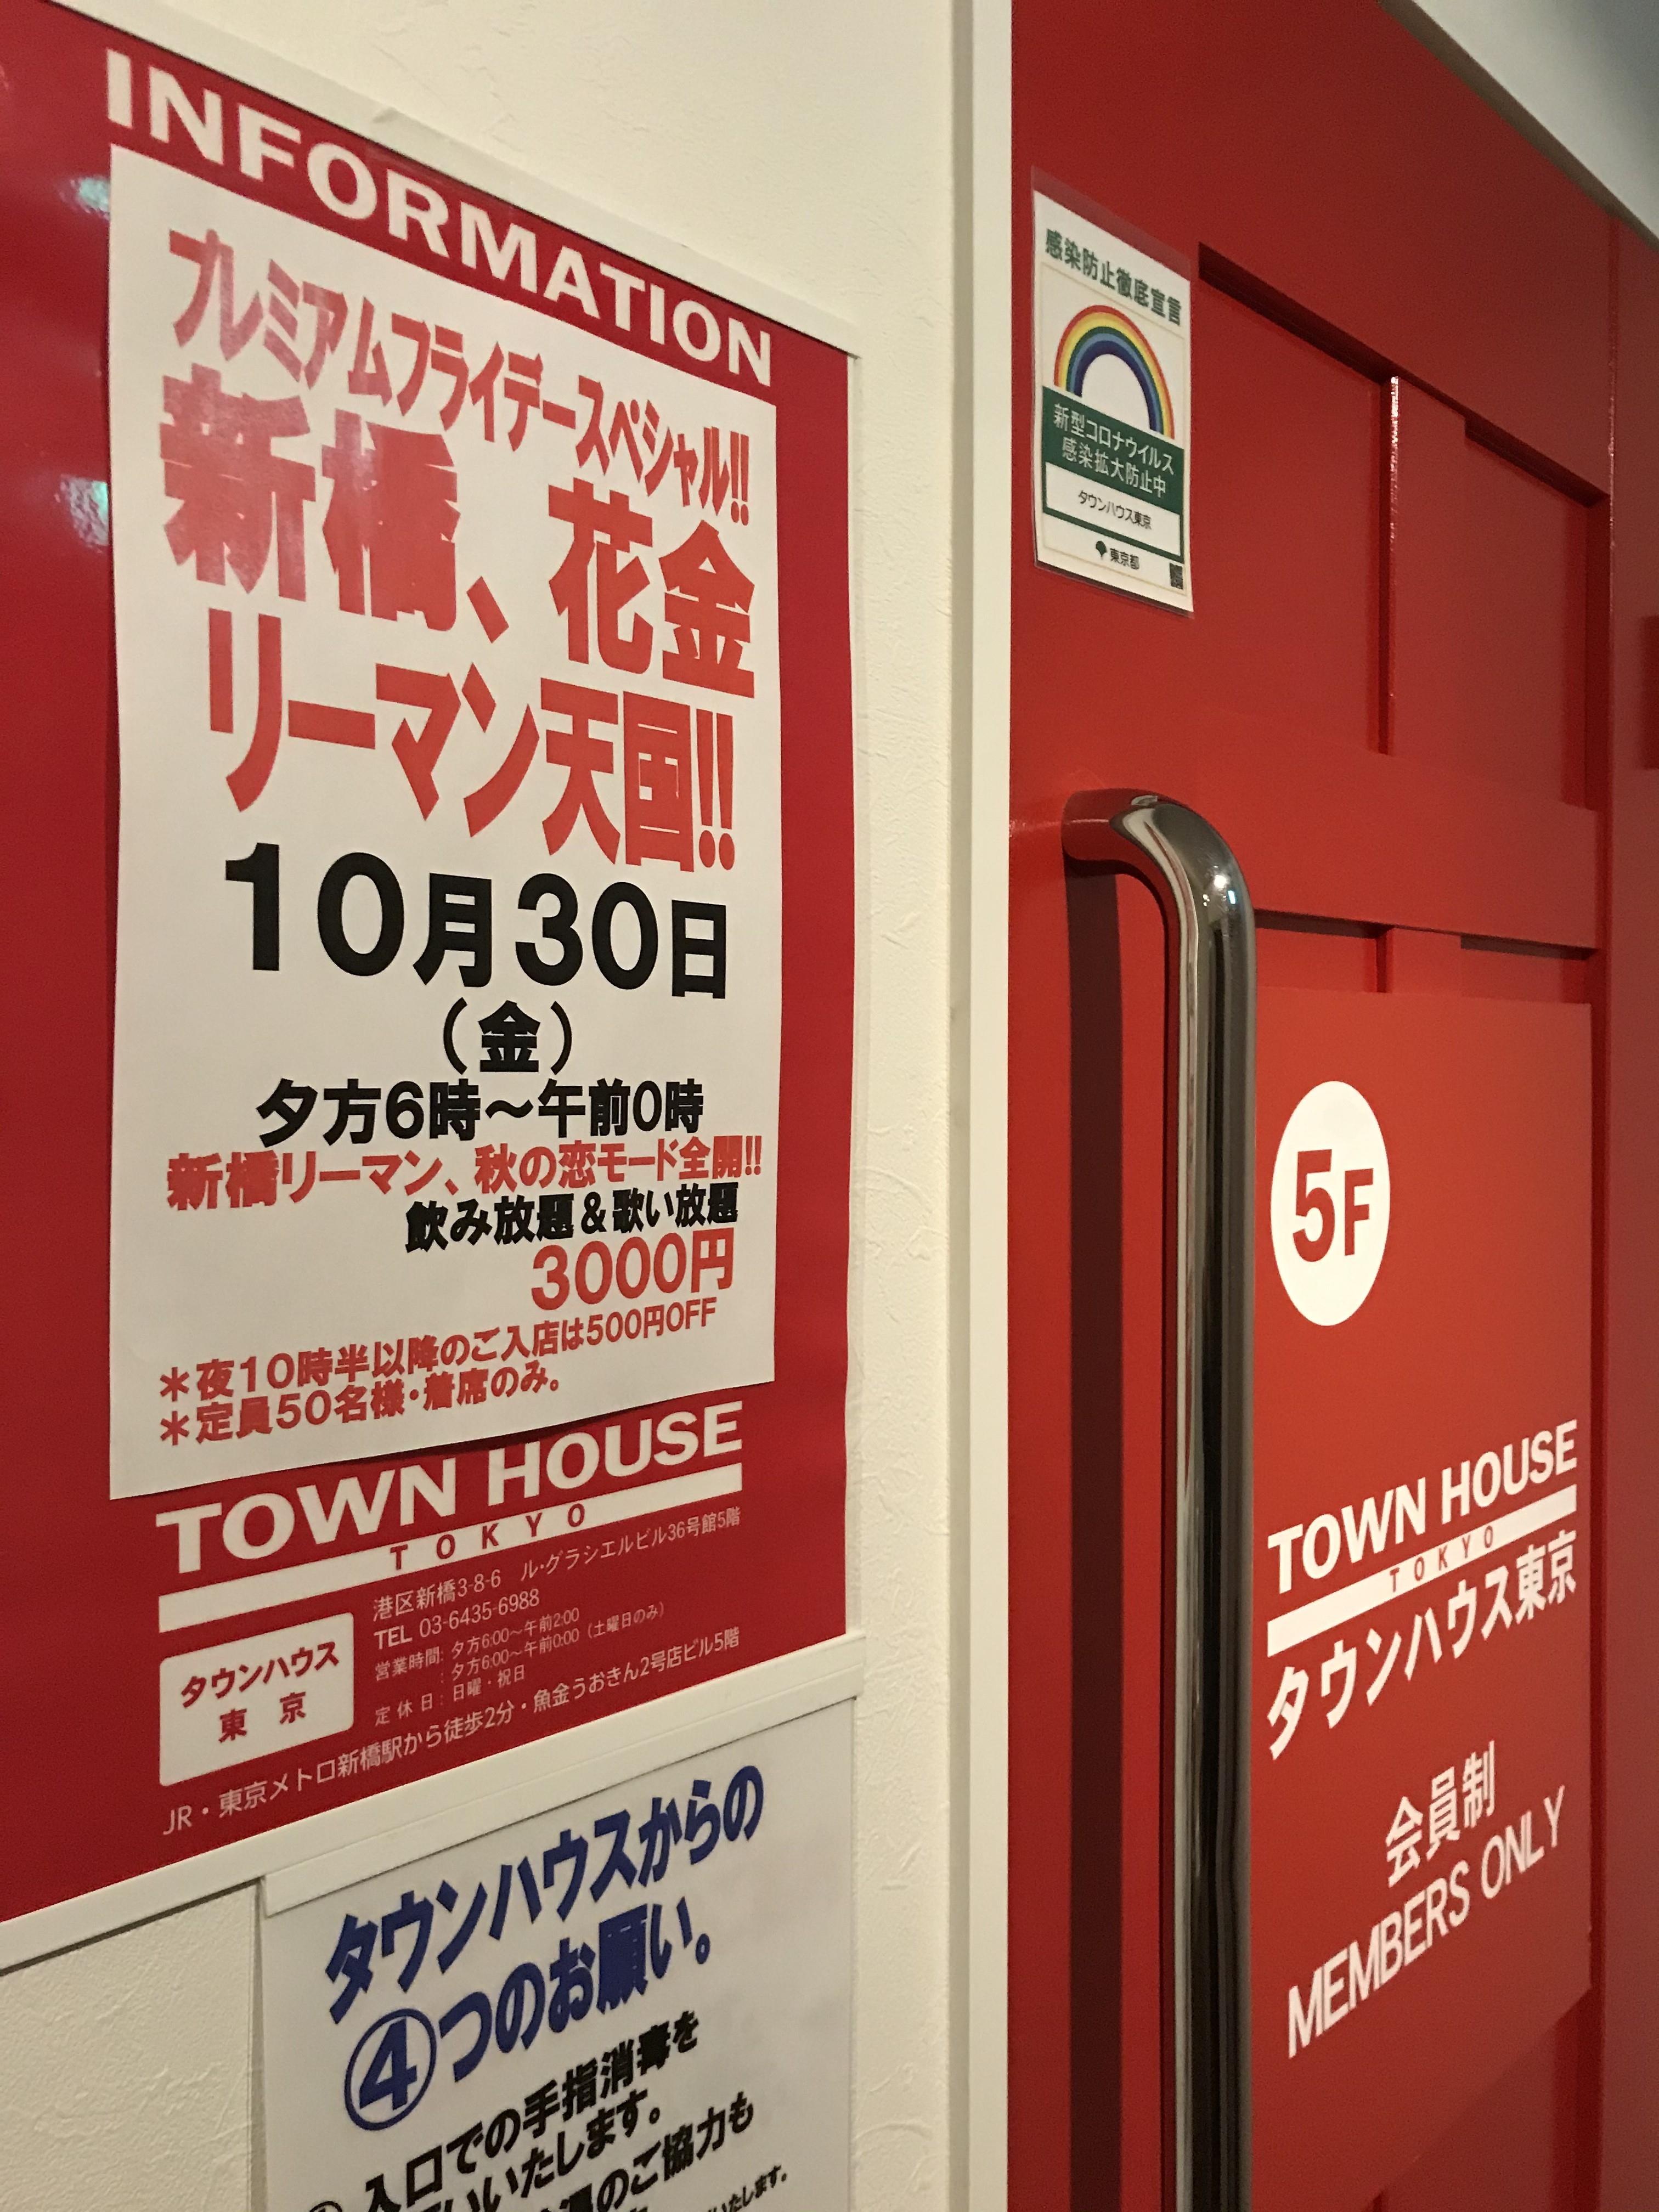 INFORMATION
プレミアムフライデースペシャル!!
新橋、花金
リーマン天国!!
10月30日
（金）
夕方6時～午前0時
新橋リーマン、秋の恋モード全開!!
飲み放題＆歌い放題
3000円
＊夜10時半以降のご入店は500円OFF
＊定員50名様・着席のみ。
TOWN HOUSE
TOKYO
タウンハウス
東京
港区新橋3-8-6 ル・グラシエルビル36号館5階
TEL 03-6435-6988
営業時間: 夕方6:00～午前2:00
: 夕方6:00～午前0:00（土曜日のみ）
定休日: 日曜・祝日
JR・東京メトロ新橋駅から徒歩2分・魚金うおきん2号店ビル5階
タウンハウスからの
④つのお願い。
入口での手指消毒を
いいたします。
のご協力も
いたします。
感染防止徹底宣言
新型コロナウイルス
感染拡大防止中
タウンハウス東京
東京都
5F
TOWN HOUSE
TOKYO
タウンハウス東京
会員制
MEMBERS ONLY